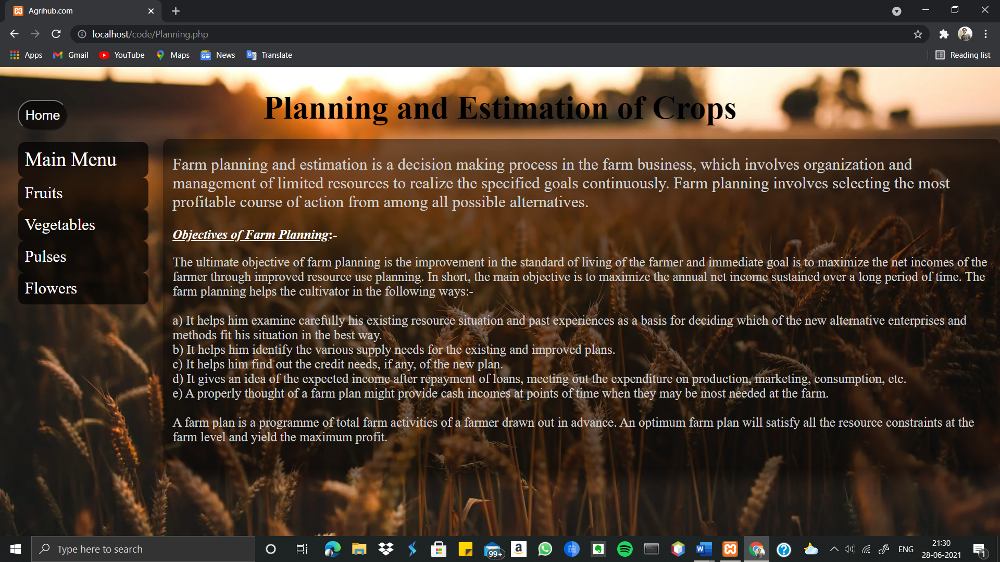 Agrihub.com
localhost/code/Planning.php
Apps Gmail YouTube Maps News Translate Reading list
Planning and Estimation of Crops
Home
Main Menu
Fruits
Vegetables
Pulses
Flowers
Farm planning and estimation is a decision making process in the farm business, which involves organization and
management of limited resources to realize the specified goals continuously. Farm planning involves selecting the most
profitable course of action from among all possible alternatives.
Objectives of Farm Planning:-
The ultimate objective of farm planning is the improvement in the standard of living of the farmer and immediate goal is to maximize the net incomes of the
farmer through improved resource use planning. In short, the main objective is to maximize the annual net income sustained over a long period of time. The
farm planning helps the cultivator in the following ways:-
a) It helps him examine carefully his existing resource situation and past experiences as a basis for deciding which of the new alternative enterprises and
methods fit his situation in the best way.
b) It helps him identify the various supply needs for the existing and improved plans.
c) It helps him find out the credit needs, if any, of the new plan.
d) It gives an idea of the expected income after repayment of loans, meeting out the expenditure on production, marketing, consumption, etc.
e) A properly thought of a farm plan might provide cash incomes at points of time when they may be most needed at the farm.
A farm plan is a programme of total farm activities of a farmer drawn out in advance. An optimum farm plan will satisfy all the resource constraints at the
farm level and yield the maximum profit.
Type here to search
99+
ENG
21:30
28-06-2021
1